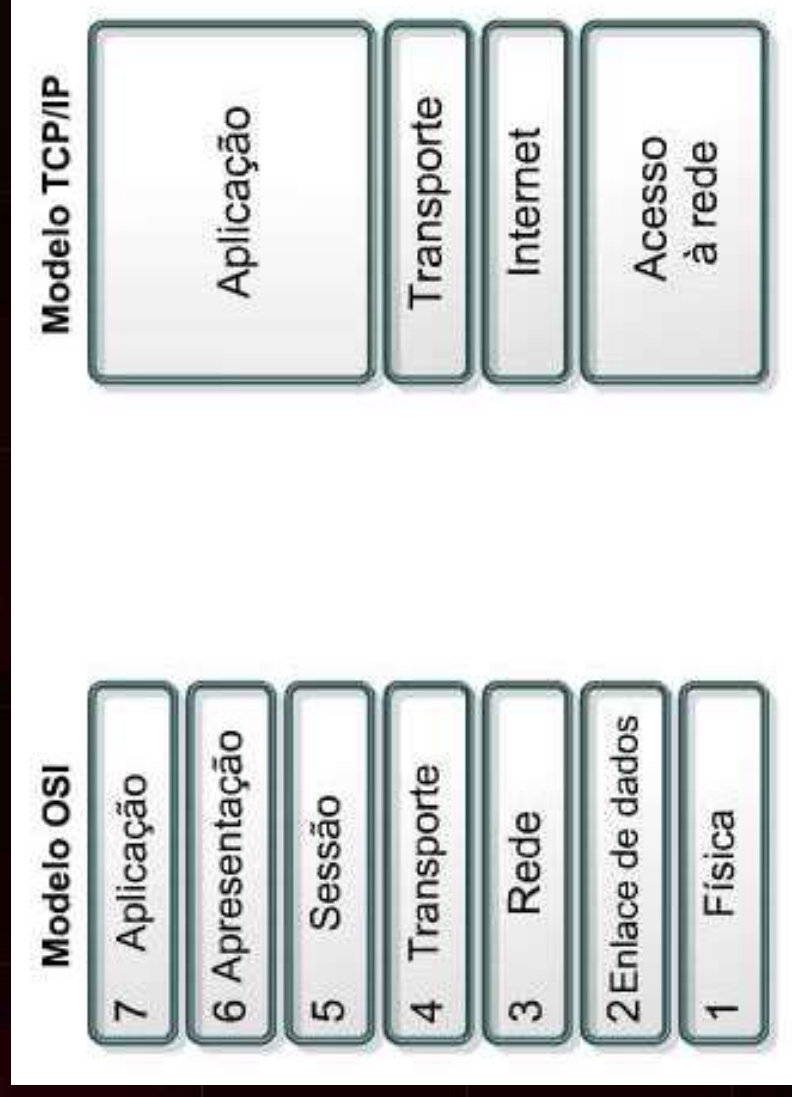 Modelo OSI
7 Aplicação
6 Apresentação
5 Sessão
4 Transporte
3 Rede
2 Enlace de dados
1 Física
Modelo TCP/IP
Aplicação
Transporte
Internet
Acesso
à rede